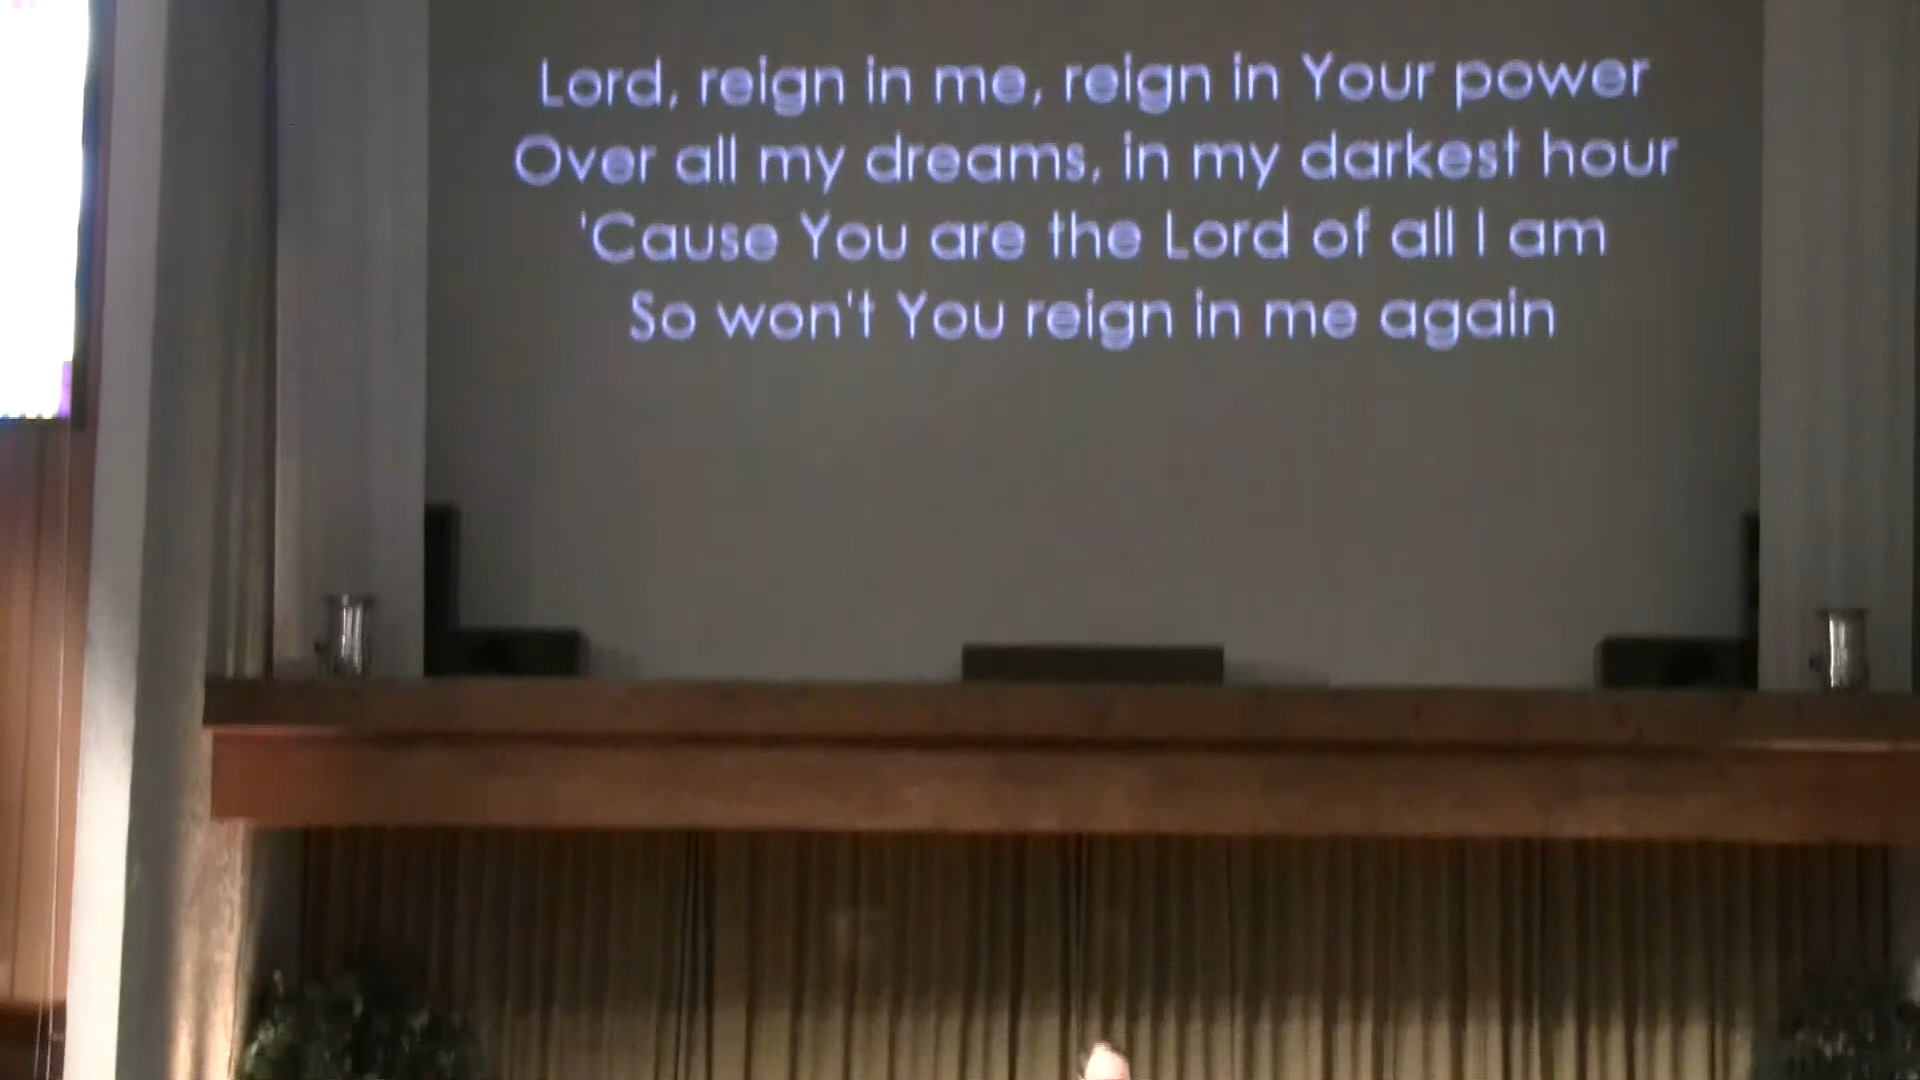 Lord, reign in me, reign in Your power
Over all my dreams, in my darkest hour
'Cause You are the Lord of all I am
So won't You reign in me again